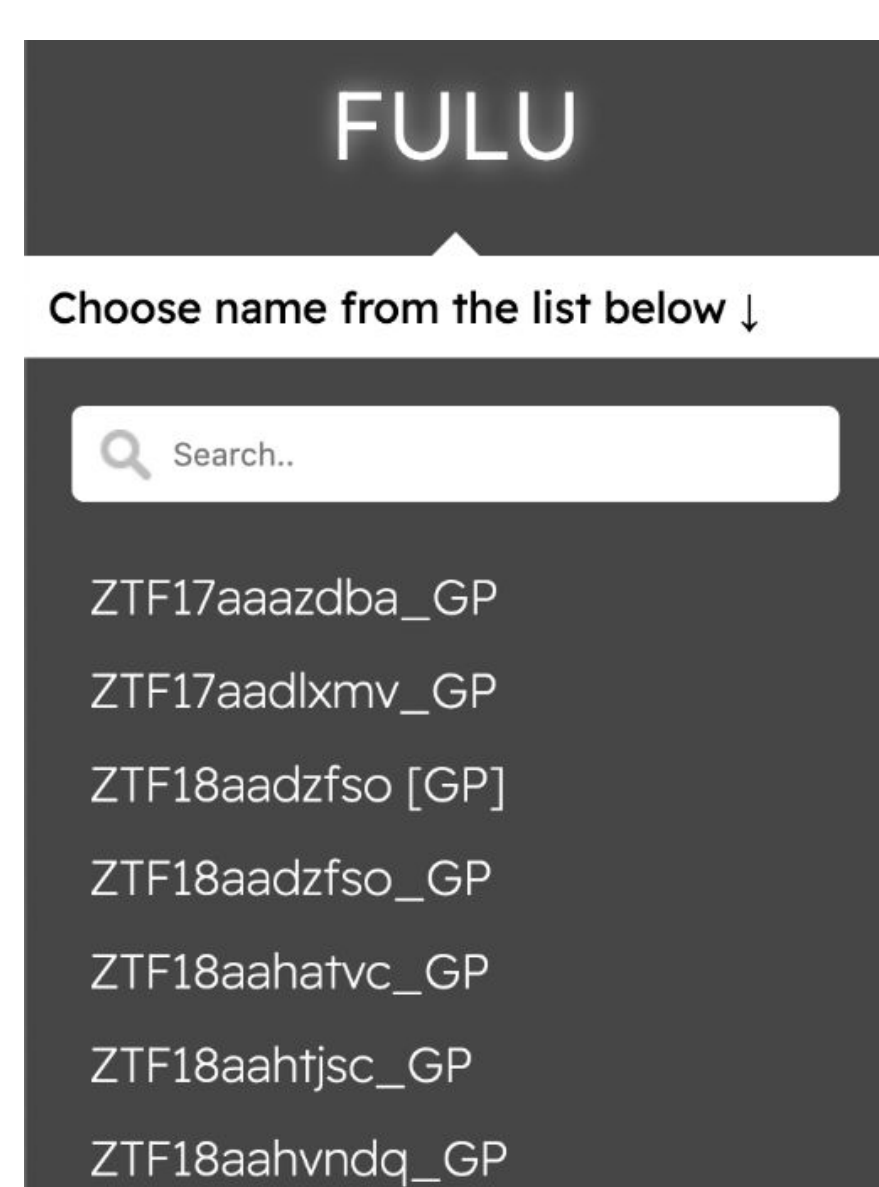 FULU
Choose name from the list below ↓
Search..
ZTF17aaazdba_GP
ZTF17aadlxmv_GP
ZTF18aadzfso [GP]
ZTF18aadzfso_GP
ZTF18aahatvc_GP
ZTF18aahtjsc_GP
ZTF18aahvndq_GP